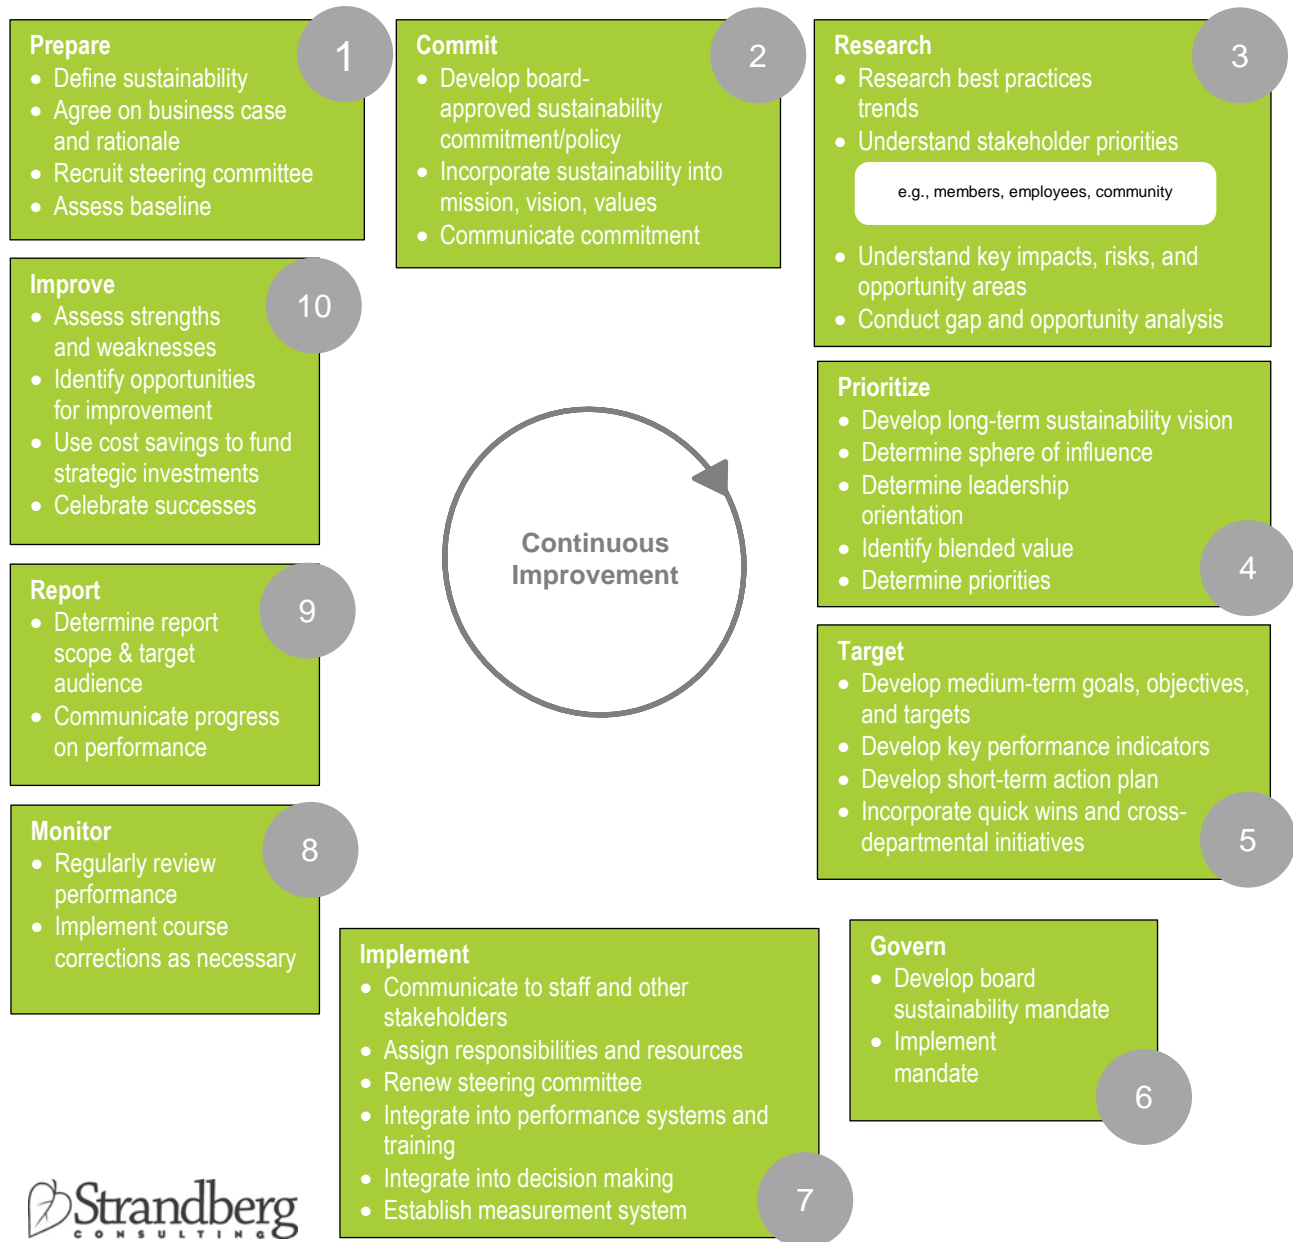 Prepare
1
• Define sustainability
• Agree on business case
and rationale
• Recruit steering committee
• Assess baseline
Commit
2
• Develop board-
approved sustainability
commitment/policy
• Incorporate sustainability into
mission, vision, values
• Communicate commitment
Research
3
• Research best practices
trends
• Understand stakeholder priorities
e.g., members, employees, community
• Understand key impacts, risks, and
opportunity areas
• Conduct gap and opportunity analysis
Prioritize
• Develop long-term sustainability vision
• Determine sphere of influence
• Determine leadership
orientation
• Identify blended value
• Determine priorities
4
Target
• Develop medium-term goals, objectives,
and targets
• Develop key performance indicators
• Develop short-term action plan
• Incorporate quick wins and cross-
departmental initiatives
5
Govern
• Develop board
sustainability mandate
• Implement
mandate
6
Implement
• Communicate to staff and other
stakeholders
• Assign responsibilities and resources
• Renew steering committee
• Integrate into performance systems and
training
• Integrate into decision making
• Establish measurement system
7
Monitor
8
• Regularly review
performance
• Implement course
corrections as necessary
Report
9
• Determine report
scope & target
audience
• Communicate progress
on performance
Improve
10
• Assess strengths
and weaknesses
• Identify opportunities
for improvement
• Use cost savings to fund
strategic investments
• Celebrate successes
Continuous
Improvement
Strandberg
CONSULTING